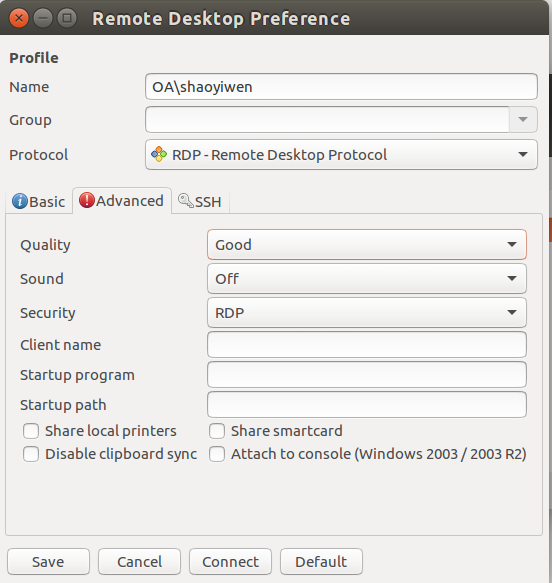 Remote Desktop Preference
Profile
Name OA\shaoyiwen
Group
Protocol RDP - Remote Desktop Protocol
Basic Advanced SSH
Quality Good
Sound Off
Security RDP
Client name
Startup program
Startup path
Share local printers Share smartcard
Disable clipboard sync Attach to console (Windows 2003 / 2003 R2)
Save Cancel Connect Default